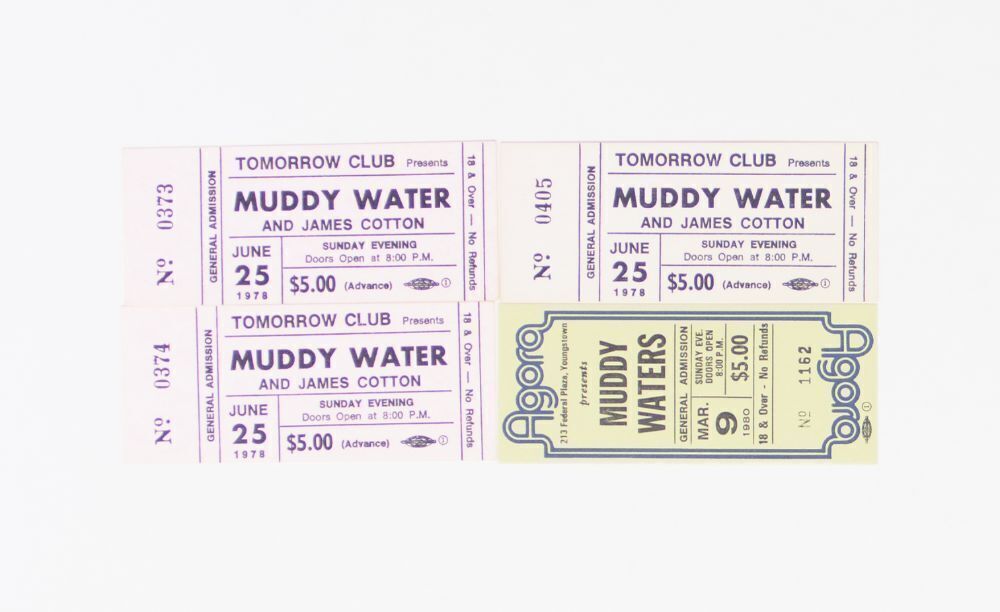 Nº 0373
GENERAL ADMISSION
TOMORROW CLUB Presents
MUDDY WATER
AND JAMES COTTON
JUNE
25
1978
SUNDAY EVENING
Doors Open at 8:00 P.M.
$5.00 (Advance)
18 & Over — No Refunds
Nº 0405
GENERAL ADMISSION
TOMORROW CLUB Presents
MUDDY WATER
AND JAMES COTTON
JUNE
25
1978
SUNDAY EVENING
Doors Open at 8:00 P.M.
$5.00 (Advance)
18 & Over — No Refunds
Nº 0374
GENERAL ADMISSION
TOMORROW CLUB Presents
MUDDY WATER
AND JAMES COTTON
JUNE
25
1978
SUNDAY EVENING
Doors Open at 8:00 P.M.
$5.00 (Advance)
18 & Over — No Refunds
Agora
213 Federal Plaza, Youngstown
presents
MUDDY
WATERS
GENERAL ADMISSION
MAR.
9
1980
SUNDAY EVE.
DOORS OPEN
8:00 P.M.
$5.00
18 & Over - No Refunds
Nº 1162
Agora